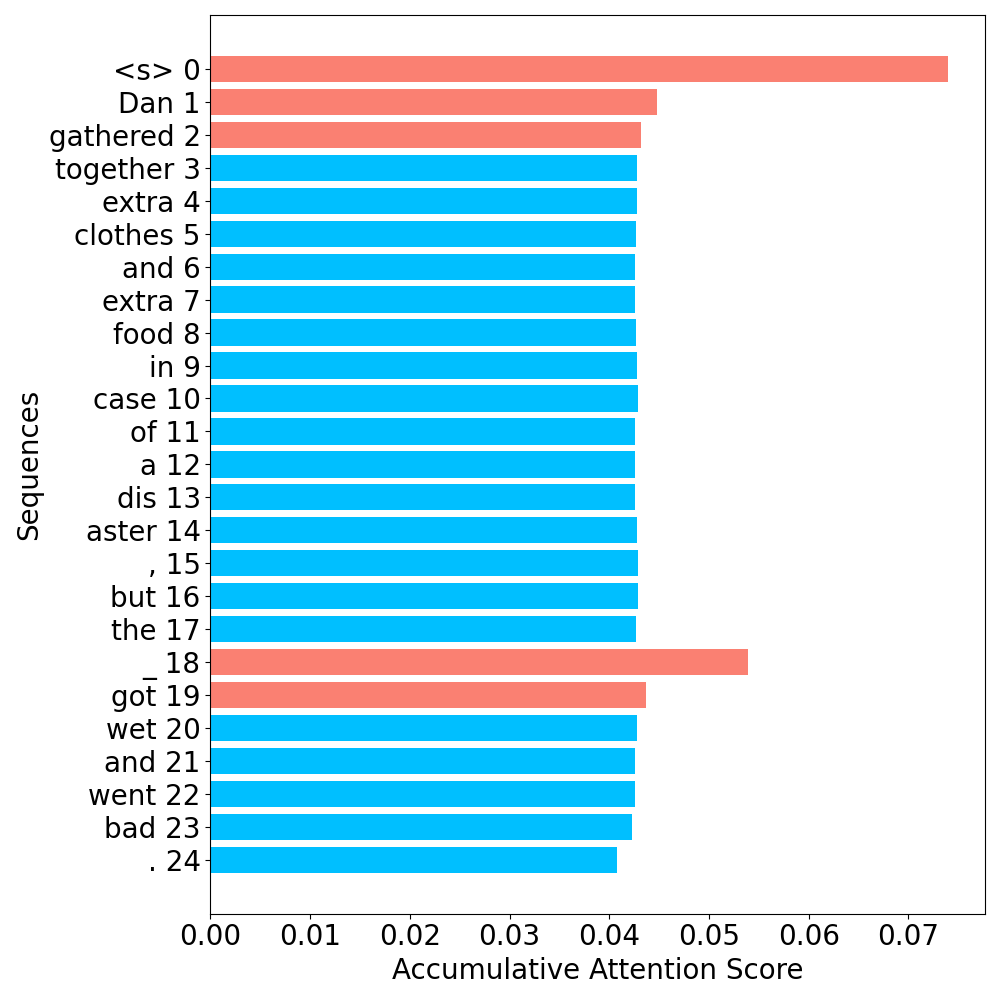 <s> 0
Dan 1
gathered 2
together 3
extra 4
clothes 5
and 6
extra 7
food 8
in 9
case 10
of 11
a 12
dis 13
aster 14
, 15
but 16
the 17
_ 18
got 19
wet 20
and 21
went 22
bad 23
. 24
Sequences
0.00 0.01 0.02 0.03 0.04 0.05 0.06 0.07
Accumulative Attention Score